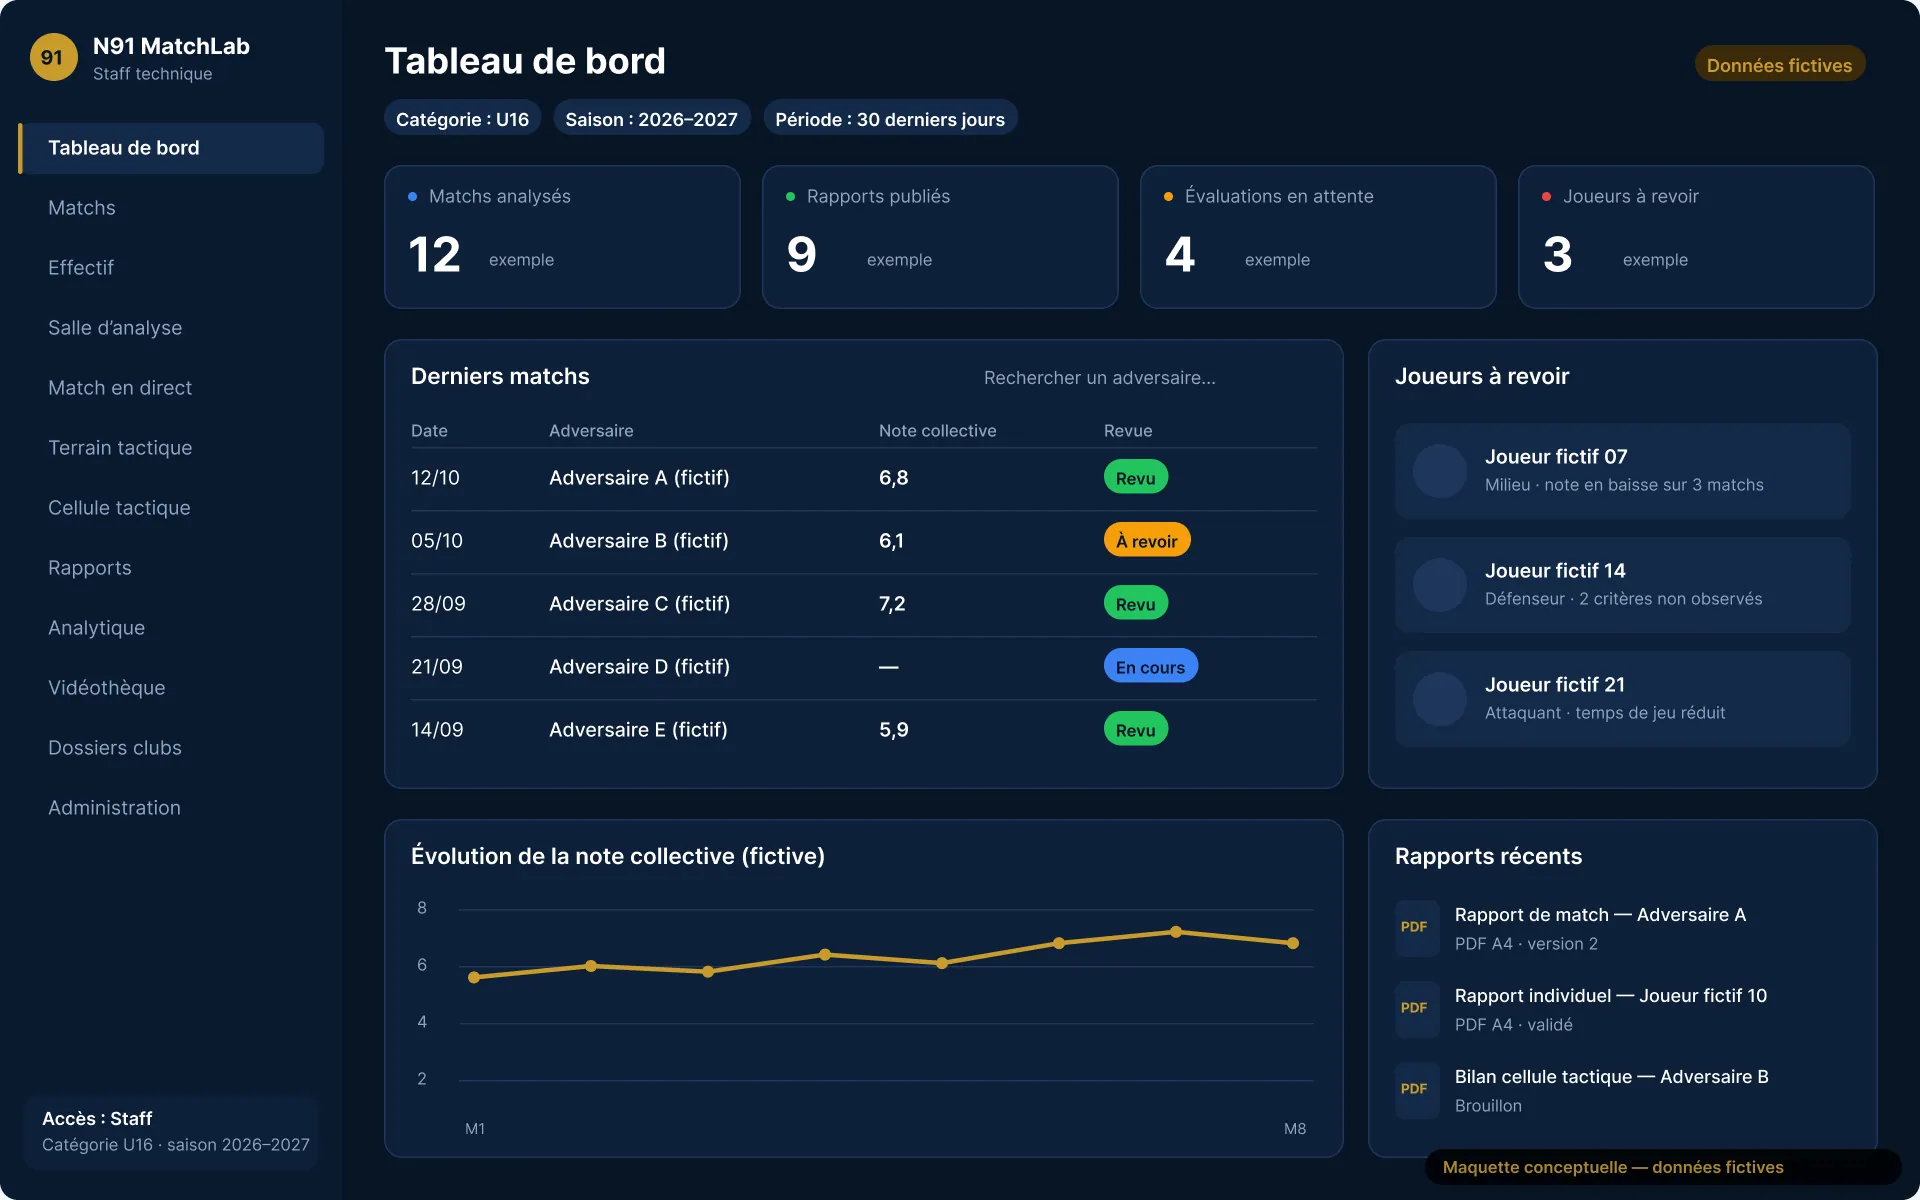 91
N91 MatchLab
Staff technique
Tableau de bord
Matchs
Effectif
Salle d’analyse
Match en direct
Terrain tactique
Cellule tactique
Rapports
Analytique
Vidéothèque
Dossiers clubs
Administration
Accès : Staff
Catégorie U16 · saison 2026–2027
Tableau de bord
Données fictives
Catégorie : U16
Saison : 2026–2027
Période : 30 derniers jours
Matchs analysés
12 exemple
Rapports publiés
9 exemple
Évaluations en attente
4 exemple
Joueurs à revoir
3 exemple
Derniers matchs
Rechercher un adversaire...
Date Adversaire Note collective Revue
12/10 Adversaire A (fictif) 6,8 Revu
05/10 Adversaire B (fictif) 6,1 À revoir
28/09 Adversaire C (fictif) 7,2 Revu
21/09 Adversaire D (fictif) — En cours
14/09 Adversaire E (fictif) 5,9 Revu
Joueurs à revoir
Joueur fictif 07
Milieu · note en baisse sur 3 matchs
Joueur fictif 14
Défenseur · 2 critères non observés
Joueur fictif 21
Attaquant · temps de jeu réduit
Évolution de la note collective (fictive)
8
6
4
2
M1 M8
Rapports récents
PDF Rapport de match — Adversaire A
PDF A4 · version 2
PDF Rapport individuel — Joueur fictif 10
PDF A4 · validé
PDF Bilan cellule tactique — Adversaire B
Brouillon
Maquette conceptuelle — données fictives